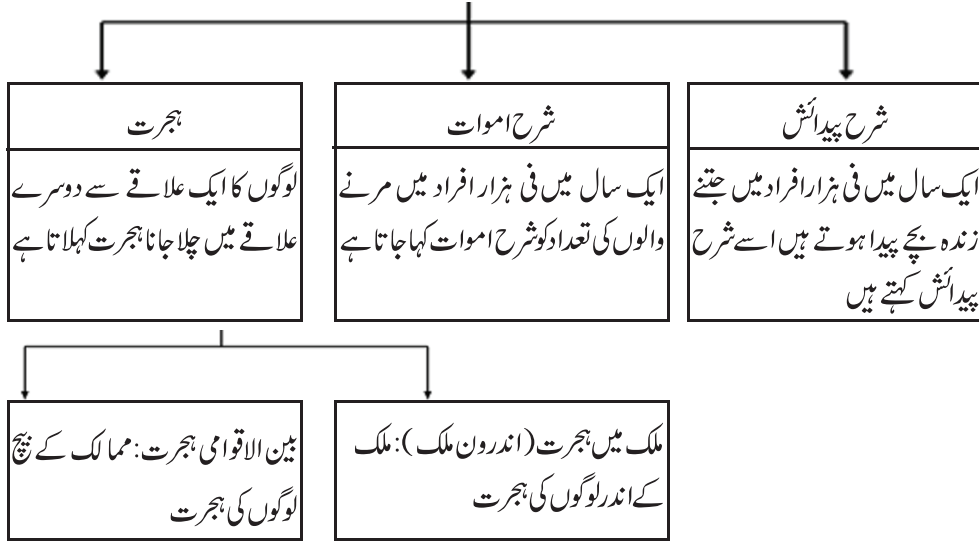 شرح پیدائش
ایک سال میں فی ہزار افراد میں جتنے
زندہ بچے پیدا ہوتے ہیں اسے شرح
پیدائش کہتے ہیں
شرح اموات
ایک سال میں فی ہزار افراد میں مرنے
والوں کی تعداد کو شرح اموات کہا جاتا ہے
ہجرت
لوگوں کا ایک علاقے سے دوسرے
علاقے میں چلا جانا ہجرت کہلاتا ہے
ملک میں ہجرت (اندرون ملک): ملک
کے اندر لوگوں کی ہجرت
بین الاقوامی ہجرت: ممالک کے بیچ
لوگوں کی ہجرت